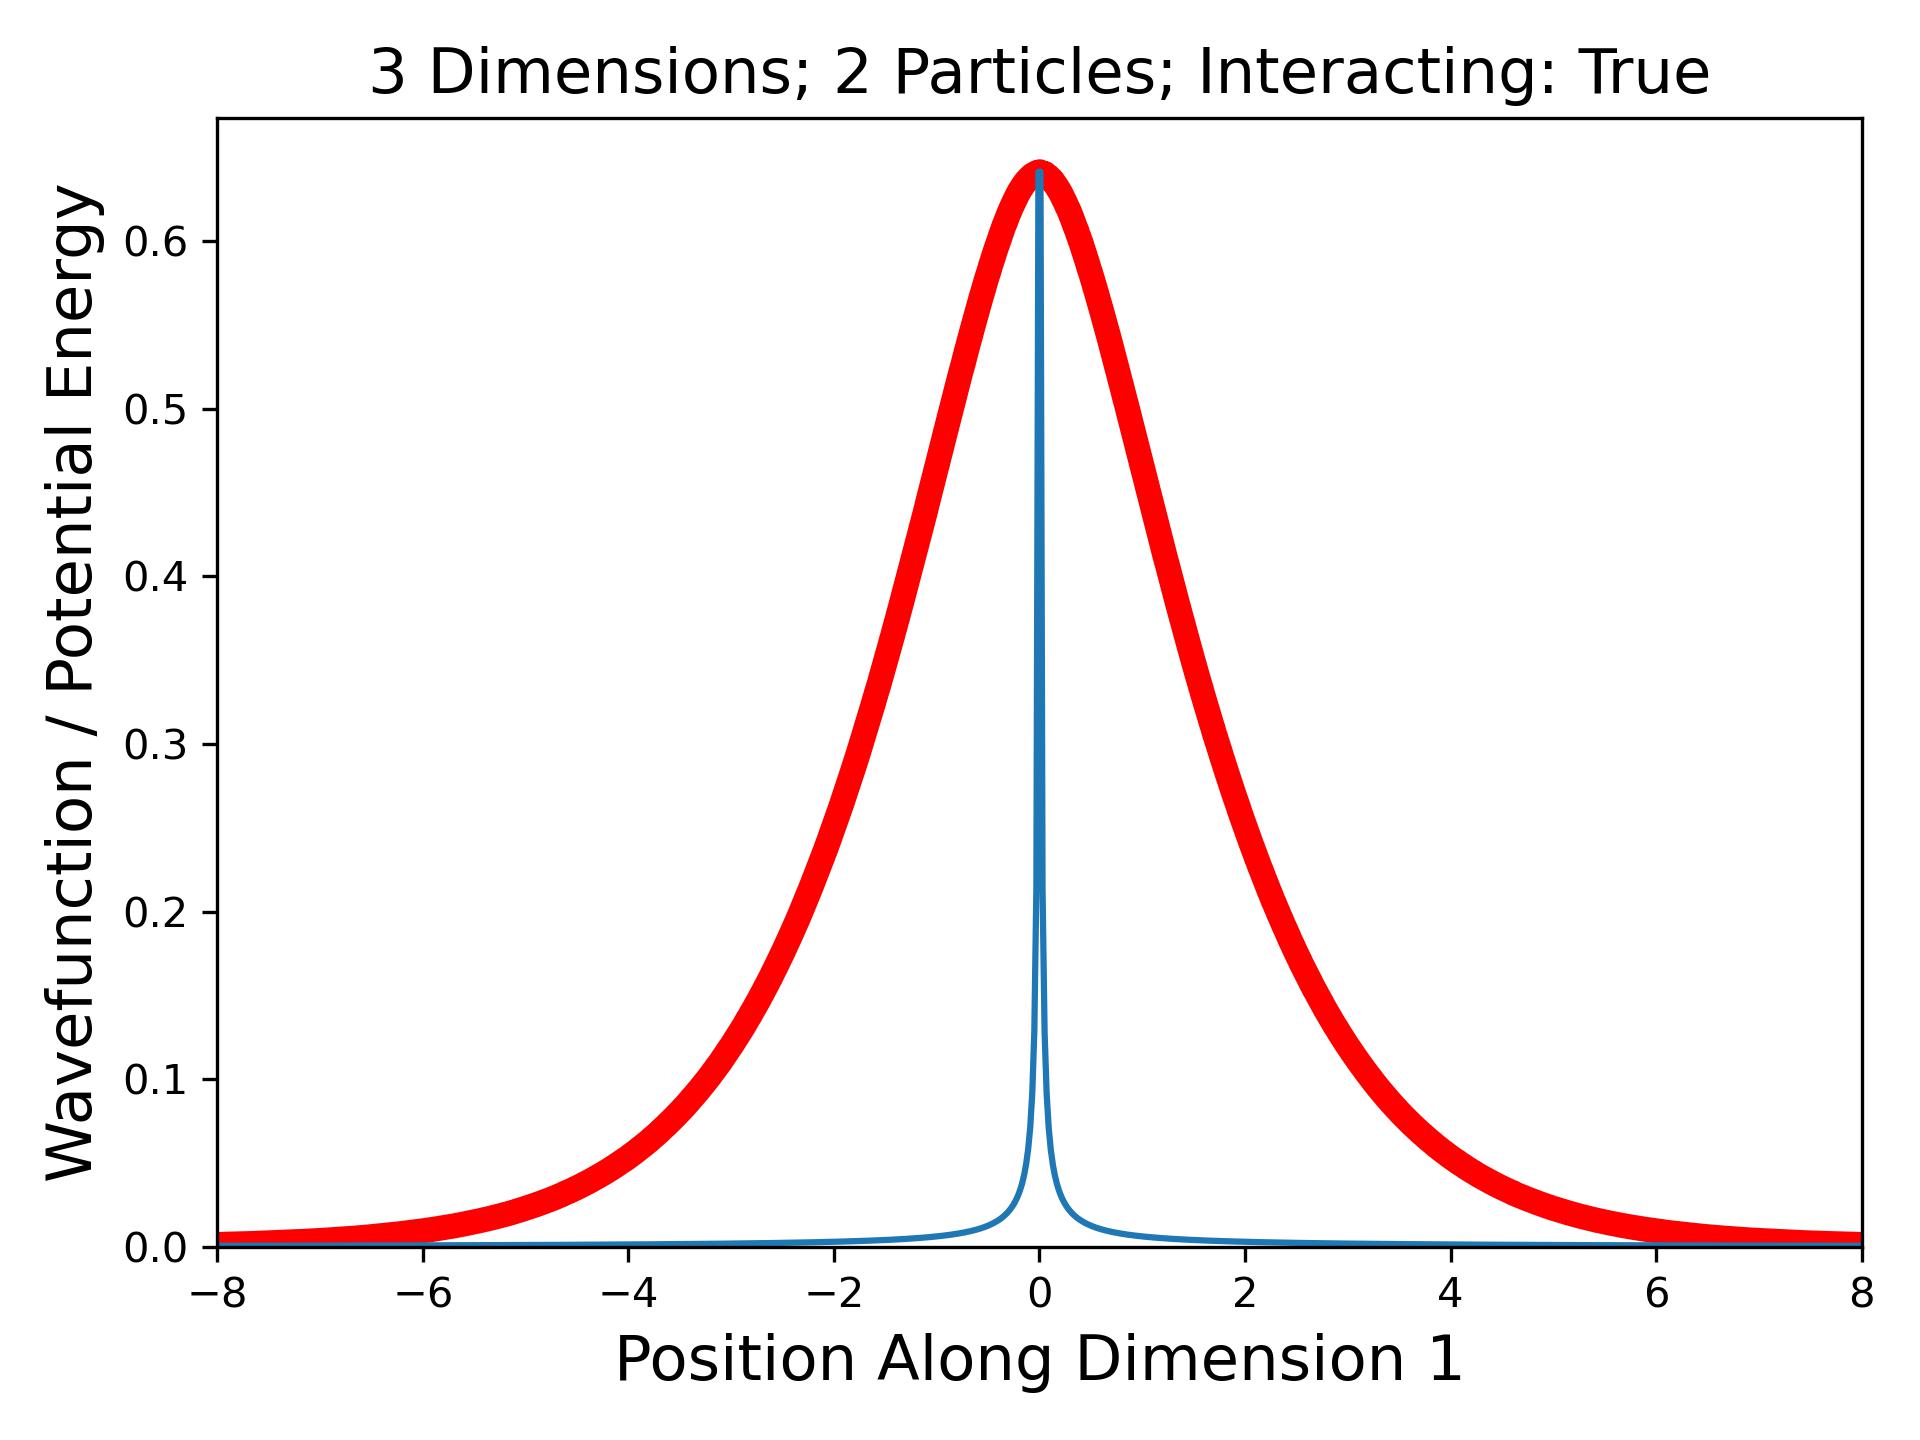 3 Dimensions; 2 Particles; Interacting: True
Wavefunction / Potential Energy
0.6
0.5
0.4
0.3
0.2
0.1
0.0
−8 −6 −4 −2 0 2 4 6 8
Position Along Dimension 1